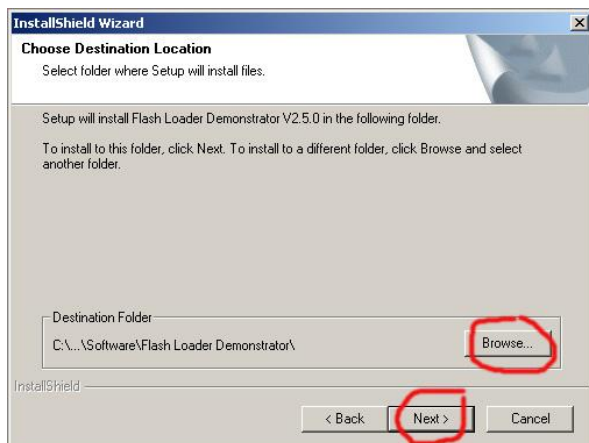 InstallShield Wizard
Choose Destination Location
Select folder where Setup will install files.
Setup will install Flash Loader Demonstrator V2.5.0 in the following folder.
To install to this folder, click Next. To install to a different folder, click Browse and select
another folder.
Destination Folder
C:\...\Software\Flash Loader Demonstrator\
Browse...
InstallShield
< Back
Next >
Cancel